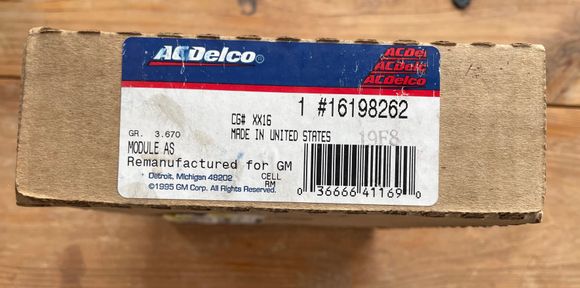 ACDelco®
ACDelco
ACDelco
ACDelco
1 #16198262
CG# XX16
MADE IN UNITED STATES
19F8
GR. 3.670
MODULE AS
Remanufactured for GM
Detroit, Michigan 48202
©1995 GM Corp. All Rights Reserved.
CELL
RM
0 36666 41169 0